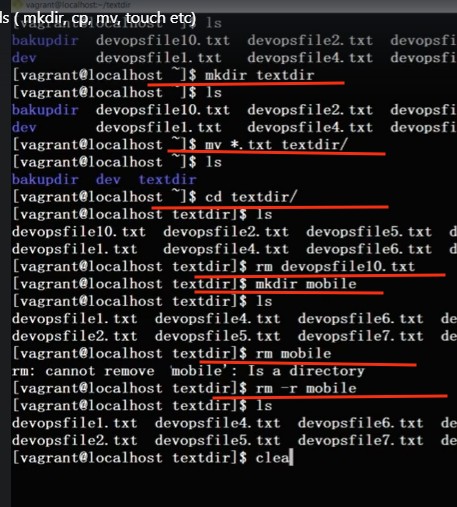 vagrant@localhost:~/textdir
ls ( mkdir, cp, mv, touch etc)
[vagrant@localhost ~]$ ls
bakupdir devopsfile10.txt devopsfile2.txt devopsfi
dev devopsfile1.txt devopsfile4.txt devopsfi
[vagrant@localhost ~]$ mkdir textdir
[vagrant@localhost ~]$ ls
bakupdir devopsfile10.txt devopsfile2.txt devopsfi
dev devopsfile1.txt devopsfile4.txt devopsfi
[vagrant@localhost ~]$ mv *.txt textdir/
[vagrant@localhost ~]$ ls
bakupdir dev textdir
[vagrant@localhost ~]$ cd textdir/
[vagrant@localhost textdir]$ ls
devopsfile10.txt devopsfile2.txt devopsfile5.txt d
devopsfile1.txt devopsfile4.txt devopsfile6.txt d
[vagrant@localhost textdir]$ rm devopsfile10.txt
[vagrant@localhost textdir]$ mkdir mobile
[vagrant@localhost textdir]$ ls
devopsfile1.txt devopsfile4.txt devopsfile6.txt de
devopsfile2.txt devopsfile5.txt devopsfile7.txt de
[vagrant@localhost textdir]$ rm mobile
rm: cannot remove 'mobile': Is a directory
[vagrant@localhost textdir]$ rm -r mobile
[vagrant@localhost textdir]$ ls
devopsfile1.txt devopsfile4.txt devopsfile6.txt de
devopsfile2.txt devopsfile5.txt devopsfile7.txt de
[vagrant@localhost textdir]$ clea